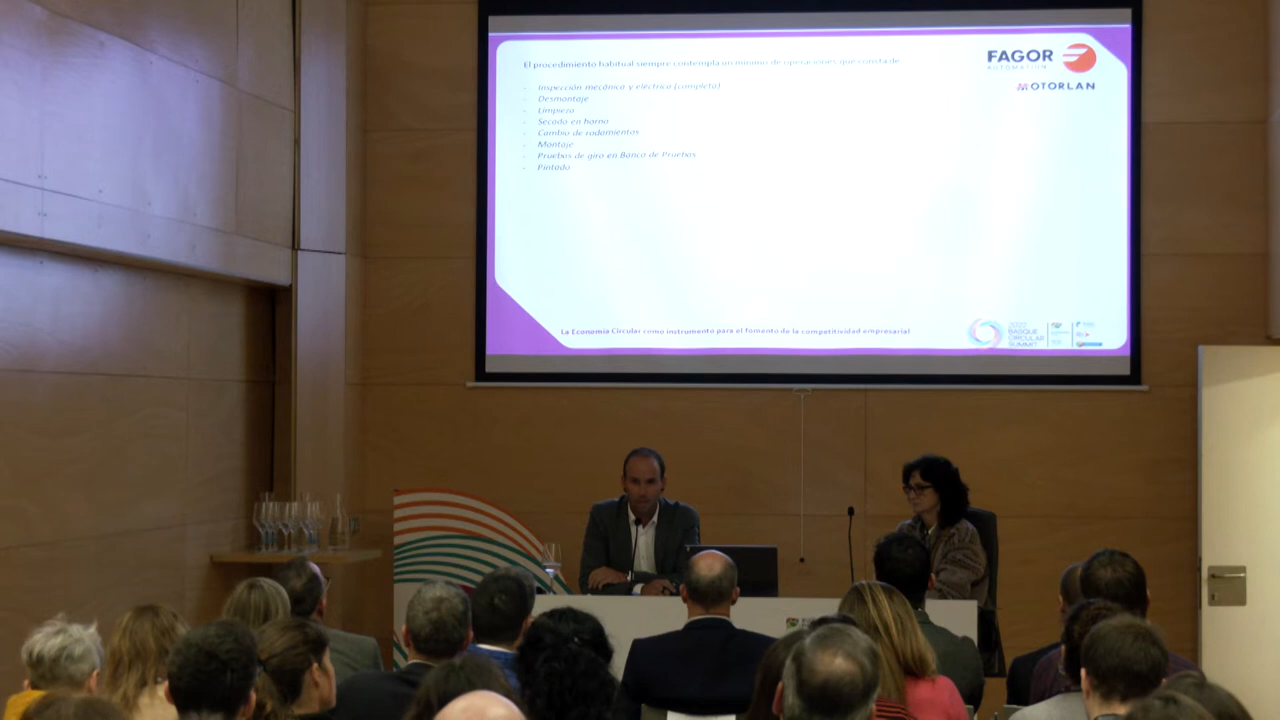 El procedimiento habitual siempre contempla un mínimo de operaciones que consta de
- Inspección mecánica y eléctrica (completa)
- Desmontaje
- Limpieza
- Secado en horno
- Cambio de rodamientos
- Montaje
- Pruebas de giro en Banco de Pruebas
- Pintado
FAGOR
AUTOMATION
MOTORLAN
La Economía Circular como instrumento para el fomento de la competitividad empresarial
2022
BASQUE
CIRCULAR
SUMMIT